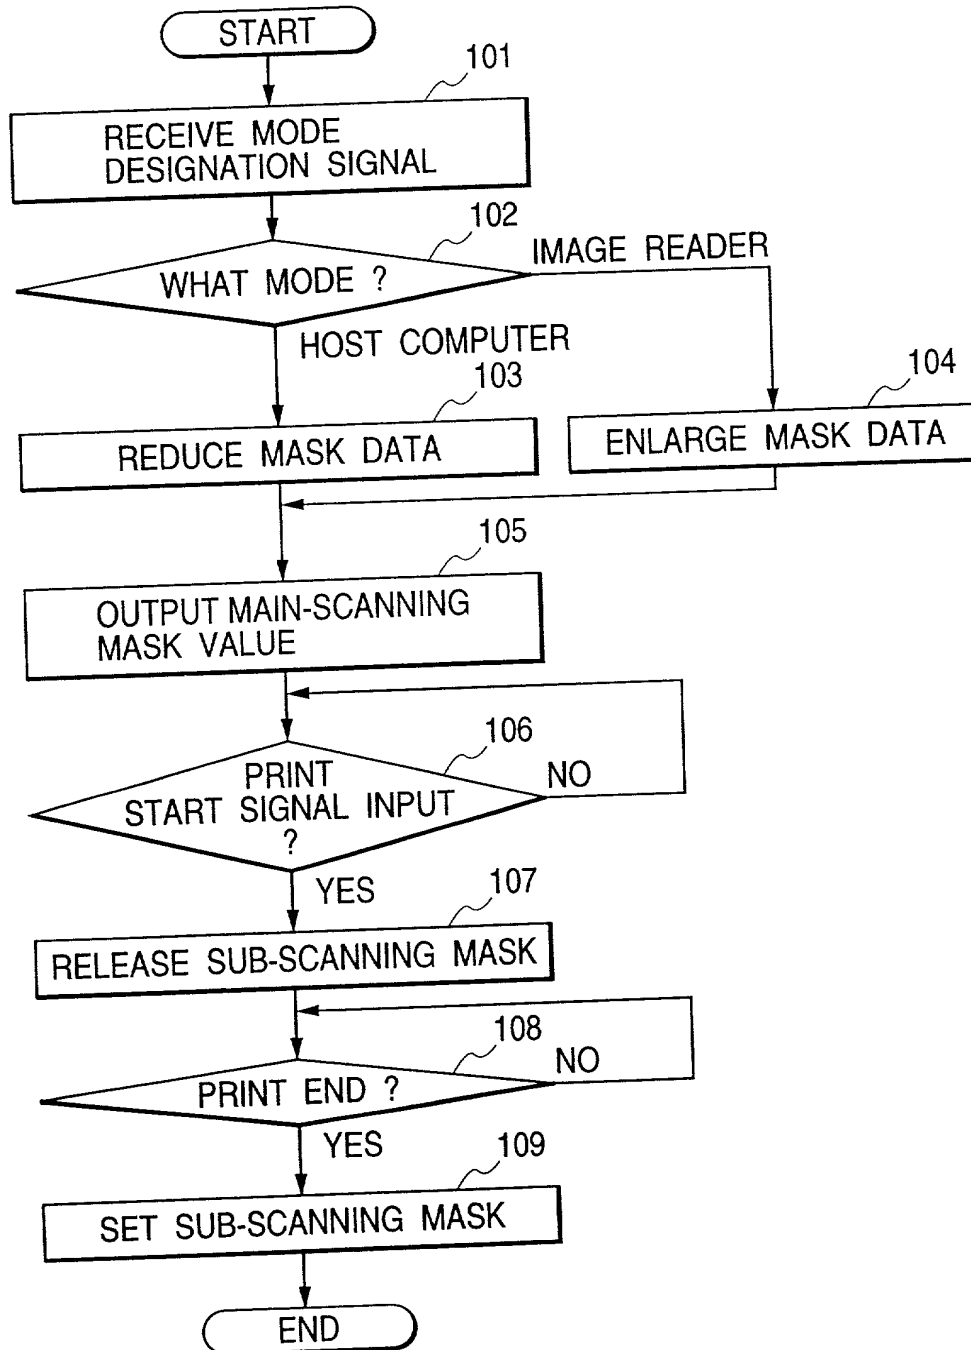 START
101
RECEIVE MODE
DESIGNATION SIGNAL
102
IMAGE READER
WHAT MODE ?
HOST COMPUTER
103
104
REDUCE MASK DATA
ENLARGE MASK DATA
105
OUTPUT MAIN-SCANNING
MASK VALUE
106
PRINT
START SIGNAL INPUT
?
NO
YES
107
RELEASE SUB-SCANNING MASK
108
NO
PRINT END ?
YES
109
SET SUB-SCANNING MASK
END